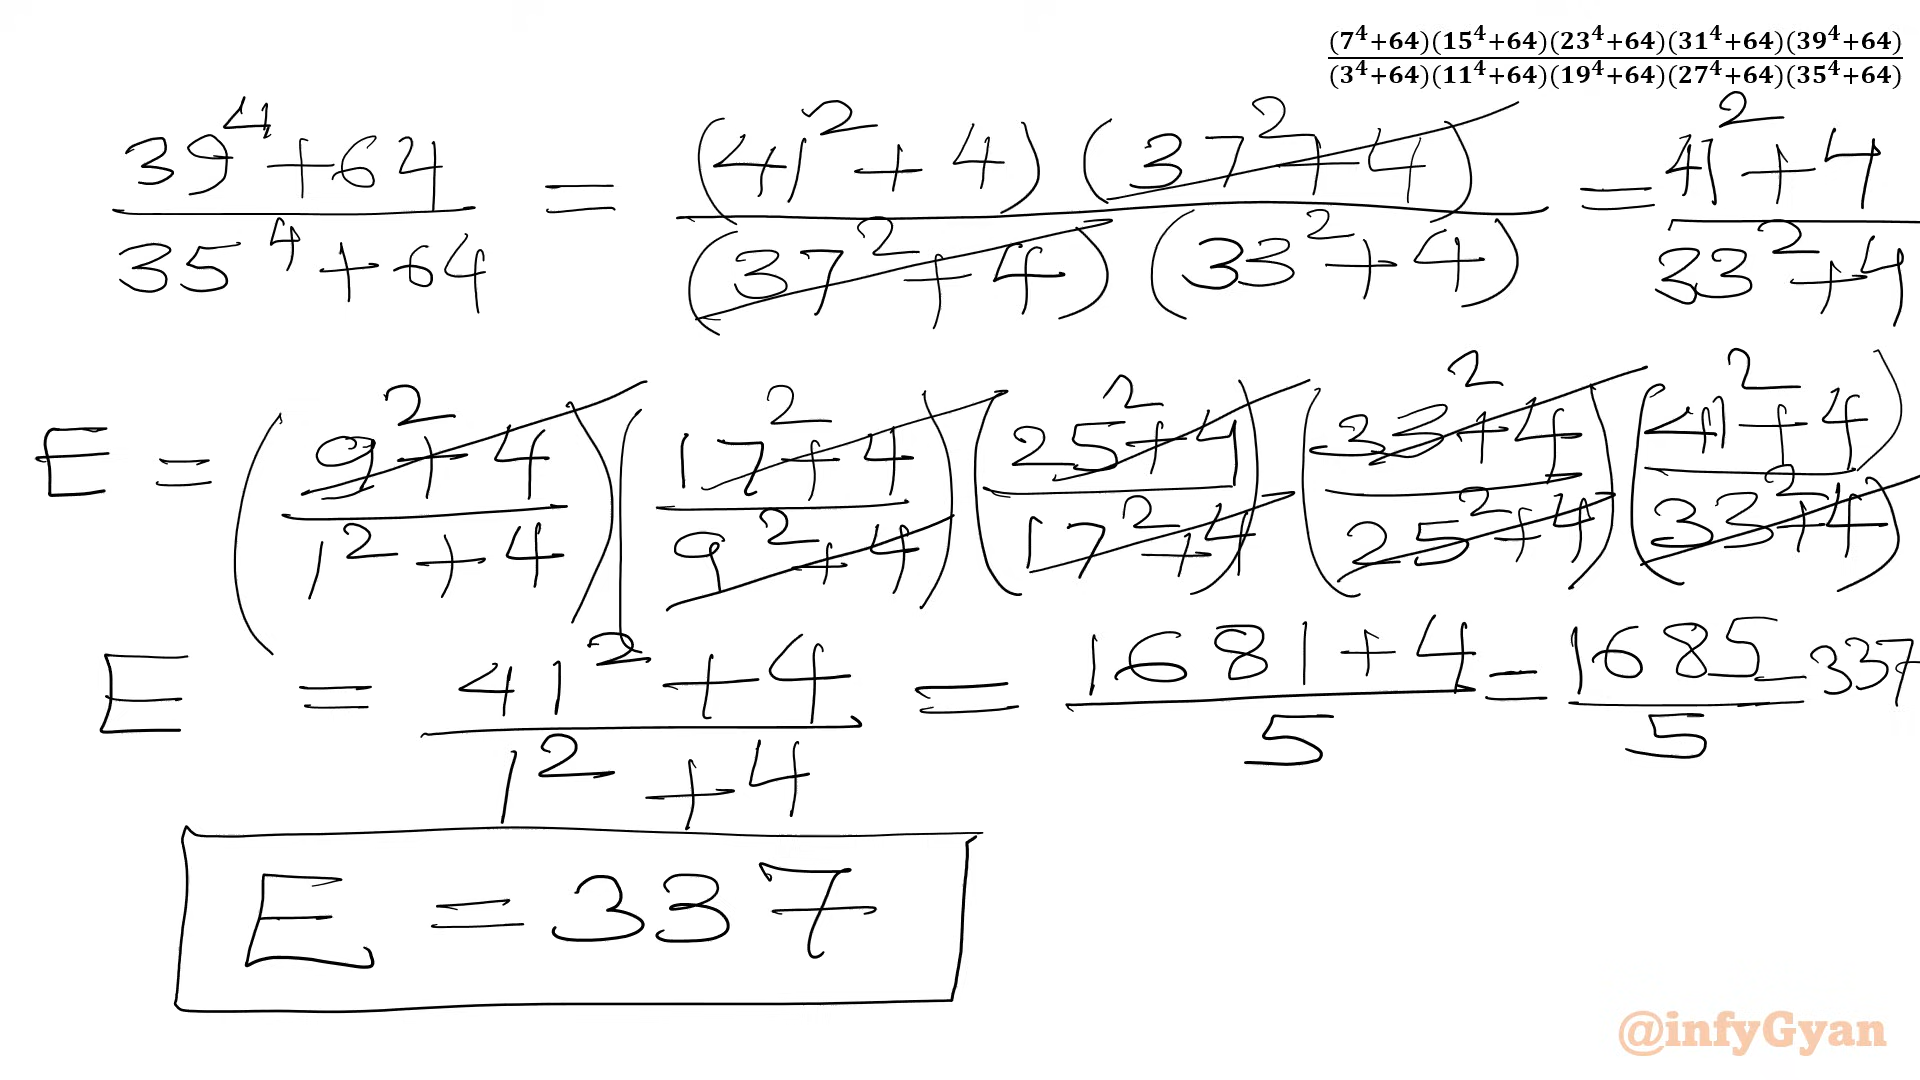 (7⁴+64)(15⁴+64)(23⁴+64)(31⁴+64)(39⁴+64)
(3⁴+64)(11⁴+64)(19⁴+64)(27⁴+64)(35⁴+64)
39⁴+64 / 35⁴+64 = (41²+4)(37²+4) / (37²+4)(33²+4) = 41²+4 / 33²+4
E = (9²+4 / 1²+4)(17²+4 / 9²+4)(25²+4 / 17²+4)(33²+4 / 25²+4)(41²+4 / 33²+4)
E = 41²+4 / 1²+4 = 1681+4 / 5 = 1685 / 5 = 337
E = 337
@infyGyan